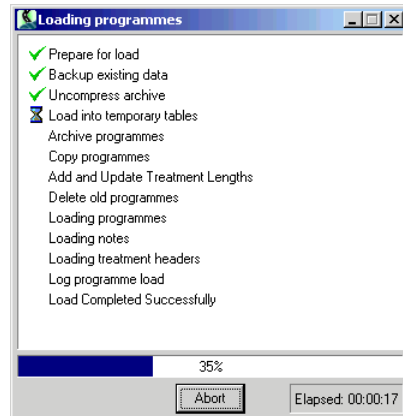 Loading programmes
Prepare for load
Backup existing data
Uncompress archive
Load into temporary tables
Archive programmes
Copy programmes
Add and Update Treatment Lengths
Delete old programmes
Loading programmes
Loading notes
Loading treatment headers
Log programme load
Load Completed Successfully
35%
Abort Elapsed: 00:00:17